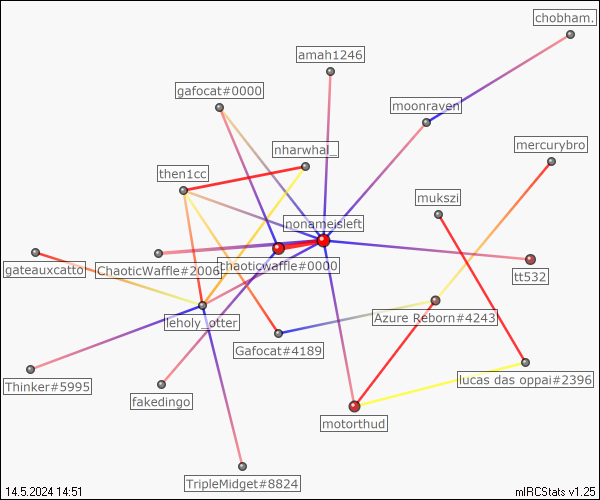 chobham.
amah1246
gafocat#0000
moonraven
nharwhal_
mercurybro
then1cc
mukszi
nonameisleft
gateauxcatto
ChaoticWaffle#2006
chaoticwaffle#0000
tt532
leholy_otter
Azure Reborn#4243
Gafocat#4189
Thinker#5995
fakedingo
lucas das oppai#2396
motorthud
TripleMidget#8824
14.5.2024 14:51
mIRCStats v1.25